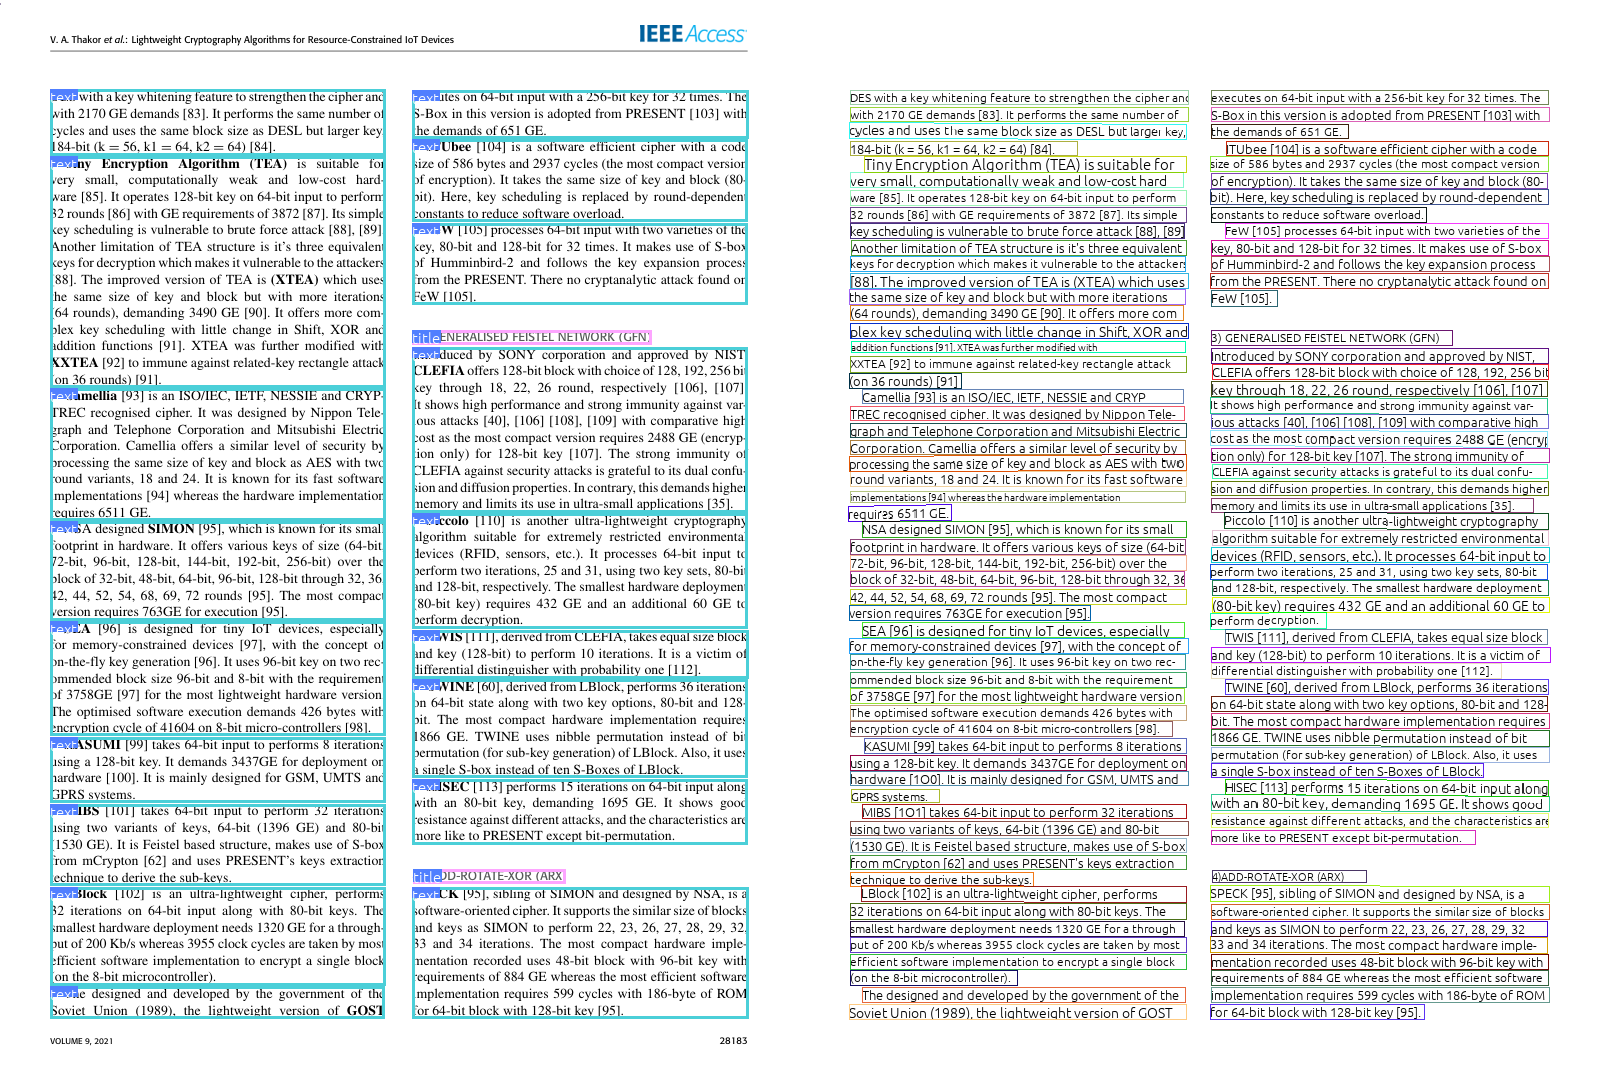 V. A. Thakor et al.: Lightweight Cryptography Algorithms for Resource-Constrained IoT Devices
IEEE Access
text with a key whitening feature to strengthen the cipher and
with 2170 GE demands [83]. It performs the same number of
cycles and uses the same block size as DESL but larger key
184-bit (k = 56, k1 = 64, k2 = 64) [84].
text ny Encryption Algorithm (TEA) is suitable for
very small, computationally weak and low-cost hard-
ware [85]. It operates 128-bit key on 64-bit input to perform
32 rounds [86] with GE requirements of 3872 [87]. Its simple
key scheduling is vulnerable to brute force attack [88], [89]
Another limitation of TEA structure is it's three equivalent
keys for decryption which makes it vulnerable to the attackers
[88]. The improved version of TEA is (XTEA) which uses
the same size of key and block but with more iterations
(64 rounds), demanding 3490 GE [90]. It offers more com-
plex key scheduling with little change in Shift, XOR and
addition functions [91]. XTEA was further modified with
XXTEA [92] to immune against related-key rectangle attack
(on 36 rounds) [91].
text amellia [93] is an ISO/IEC, IETF, NESSIE and CRYP-
TREC recognised cipher. It was designed by Nippon Tele-
graph and Telephone Corporation and Mitsubishi Electric
Corporation. Camellia offers a similar level of security by
processing the same size of key and block as AES with two
round variants, 18 and 24. It is known for its fast software
implementations [94] whereas the hardware implementation
requires 6511 GE.
text SA designed SIMON [95], which is known for its small
footprint in hardware. It offers various keys of size (64-bit
72-bit, 96-bit, 128-bit, 144-bit, 192-bit, 256-bit) over the
block of 32-bit, 48-bit, 64-bit, 96-bit, 128-bit through 32, 36
42, 44, 52, 54, 68, 69, 72 rounds [95]. The most compact
version requires 763GE for execution [95].
text EA [96] is designed for tiny IoT devices, especially
for memory-constrained devices [97], with the concept of
on-the-fly key generation [96]. It uses 96-bit key on two rec-
ommended block size 96-bit and 8-bit with the requirement
of 3758GE [97] for the most lightweight hardware version
The optimised software execution demands 426 bytes with
encryption cycle of 41604 on 8-bit micro-controllers [98].
text ASUMI [99] takes 64-bit input to performs 8 iterations
using a 128-bit key. It demands 3437GE for deployment on
hardware [100]. It is mainly designed for GSM, UMTS and
GPRS systems.
text IBS [101] takes 64-bit input to perform 32 iterations
using two variants of keys, 64-bit (1396 GE) and 80-bit
(1530 GE). It is Feistel based structure, makes use of S-box
from mCrypton [62] and uses PRESENT's keys extraction
technique to derive the sub-keys.
text Block [102] is an ultra-lightweight cipher, performs
32 iterations on 64-bit input along with 80-bit keys. The
smallest hardware deployment needs 1320 GE for a through-
put of 200 Kb/s whereas 3955 clock cycles are taken by most
efficient software implementation to encrypt a single block
(on the 8-bit microcontroller).
text e designed and developed by the government of the
Soviet Union (1989), the lightweight version of GOST
text utes on 64-bit input with a 256-bit key for 32 times. The
S-Box in this version is adopted from PRESENT [103] with
the demands of 651 GE.
text Ubee [104] is a software efficient cipher with a code
size of 586 bytes and 2937 cycles (the most compact version
of encryption). It takes the same size of key and block (80-
bit). Here, key scheduling is replaced by round-dependent
constants to reduce software overload.
text W [105] processes 64-bit input with two varieties of the
key, 80-bit and 128-bit for 32 times. It makes use of S-box
of Humminbird-2 and follows the key expansion process
from the PRESENT. There no cryptanalytic attack found on
FeW [105].
title ENERALISED FEISTEL NETWORK (GFN)
text duced by SONY corporation and approved by NIST
CLEFIA offers 128-bit block with choice of 128, 192, 256 bit
key through 18, 22, 26 round, respectively [106], [107]
It shows high performance and strong immunity against var-
ious attacks [40], [106] [108], [109] with comparative high
cost as the most compact version requires 2488 GE (encryp-
tion only) for 128-bit key [107]. The strong immunity of
CLEFIA against security attacks is grateful to its dual confu-
sion and diffusion properties. In contrary, this demands higher
memory and limits its use in ultra-small applications [35].
text ccolo [110] is another ultra-lightweight cryptography
algorithm suitable for extremely restricted environmental
devices (RFID, sensors, etc.). It processes 64-bit input to
perform two iterations, 25 and 31, using two key sets, 80-bit
and 128-bit, respectively. The smallest hardware deployment
(80-bit key) requires 432 GE and an additional 60 GE to
perform decryption.
text WIS [111], derived from CLEFIA, takes equal size block
and key (128-bit) to perform 10 iterations. It is a victim of
differential distinguisher with probability one [112].
text WINE [60], derived from LBlock, performs 36 iterations
on 64-bit state along with two key options, 80-bit and 128-
bit. The most compact hardware implementation requires
1866 GE. TWINE uses nibble permutation instead of bit
permutation (for sub-key generation) of LBlock. Also, it uses
a single S-box instead of ten S-Boxes of LBlock.
text ISEC [113] performs 15 iterations on 64-bit input along
with an 80-bit key, demanding 1695 GE. It shows good
resistance against different attacks, and the characteristics are
more like to PRESENT except bit-permutation.
title DD-ROTATE-XOR (ARX
text CK [95], sibling of SIMON and designed by NSA, is a
software-oriented cipher. It supports the similar size of blocks
and keys as SIMON to perform 22, 23, 26, 27, 28, 29, 32,
33 and 34 iterations. The most compact hardware imple-
mentation recorded uses 48-bit block with 96-bit key with
requirements of 884 GE whereas the most efficient software
implementation requires 599 cycles with 186-byte of ROM
for 64-bit block with 128-bit key [95].
VOLUME 9, 2021
28183
DES with a key whitening feature to strengthen the cipher and
with 2170 GE demands [83]. It performs the same number of
cycles and uses the same block size as DESL but larger key,
184-bit (k = 56, k1 = 64, k2 = 64) [84].
Tiny Encryption Algorithm (TEA) is suitable for
very small, computationally weak and low-cost hard
ware [85]. It operates 128-bit key on 64-bit input to perform
32 rounds [86] with GE requirements of 3872 [87]. Its simple
key scheduling is vulnerable to brute force attack [88], [89]
Another limitation of TEA structure is it's three equivalent
keys for decryption which makes it vulnerable to the attackers
[88]. The improved version of TEA is (XTEA) which uses
the same size of key and block but with more iterations
(64 rounds), demanding 3490 GE [90]. It offers more com
plex key scheduling with little change in Shift, XOR and
addition functions [91]. XTEA was further modified with
XXTEA [92] to immune against related-key rectangle attack
(on 36 rounds) [91]
Camellia [93] is an ISO/IEC, IETF, NESSIE and CRYP
TREC recognised cipher. It was designed by Nippon Tele-
graph and Telephone Corporation and Mitsubishi Electric
Corporation. Camellia offers a similar level of security by
processing the same size of key and block as AES with two
round variants, 18 and 24. It is known for its fast software
implementations [94] whereas the hardware implementation
requires 6511 GE.
NSA designed SIMON [95], which is known for its small
footprint in hardware. It offers various keys of size (64-bit
72-bit, 96-bit, 128-bit, 144-bit, 192-bit, 256-bit) over the
block of 32-bit, 48-bit, 64-bit, 96-bit, 128-bit through 32, 36
42, 44, 52, 54, 68, 69, 72 rounds [95]. The most compact
version requires 763GE for execution [95].
SEA [96] is designed for tiny IoT devices, especially
for memory-constrained devices [97], with the concept of
on-the-fly key generation [96]. It uses 96-bit key on two rec-
ommended block size 96-bit and 8-bit with the requirement
of 3758GE [97] for the most lightweight hardware version
The optimised software execution demands 426 bytes with
encryption cycle of 41604 on 8-bit micro-controllers [98].
KASUMI [99] takes 64-bit input to performs 8 iterations
using a 128-bit key. It demands 3437GE for deployment on
hardware [1O0]. It is mainly designed for GSM, UMTS and
GPRS systems.
MIBS [1O1] takes 64-bit input to perform 32 iterations
using two variants of keys, 64-bit (1396 GE) and 80-bit
(1530 GE). It is Feistel based structure, makes use of S-box
from mCrypton [62] and uses PRESENT's keys extraction
technique to derive the sub-keys.
LBlock [102] is an ultra-lightweight cipher, performs
32 iterations on 64-bit input along with 80-bit keys. The
smallest hardware deployment needs 1320 GE for a through
put of 200 Kb/s whereas 3955 clock cycles are taken by most
efficient software implementation to encrypt a single block
(on the 8-bit microcontroller).
The designed and developed by the government of the
Soviet Union (1989), the lightweight version of GOST
executes on 64-bit input with a 256-bit key for 32 times. The
S-Box in this version is adopted from PRESENT [103] with
the demands of 651 GE.
ITUbee [104] is a software efficient cipher with a code
size of 586 bytes and 2937 cycles (the most compact version
of encryption). It takes the same size of key and block (80-
bit). Here, key scheduling is replaced by round-dependent
constants to reduce software overload.
FeW [105] processes 64-bit input with two varieties of the
key, 80-bit and 128-bit for 32 times. It makes use of S-box
of Humminbird-2 and follows the key expansion process
from the PRESENT. There no cryptanalytic attack found on
FeW [105].
3) GENERALISED FEISTEL NETWORK (GFN)
Introduced by SONY corporation and approved by NIST,
CLEFIA offers 128-bit block with choice of 128, 192, 256 bit
key through 18, 22, 26 round, respectively [106], [107]
It shows high performance and strong immunity against var-
ious attacks [40], [106] [108], [109] with comparative high
cost as the most compact version requires 2488 GE (encryp
tion only) for 128-bit key [107]. The strong immunity of
CLEFIA against security attacks is grateful to its dual confu-
sion and diffusion properties. In contrary, this demands higher
memory and limits its use in ultra-small applications [35].
Piccolo [110] is another ultra-lightweight cryptography
algorithm suitable for extremely restricted environmental
devices (RFID, sensors, etc.). It processes 64-bit input to
perform two iterations, 25 and 31, using two key sets, 80-bit
and 128-bit, respectively. The smallest hardware deployment
(80-bit key) requires 432 GE and an additional 60 GE to
perform decryption.
TWIS [111], derived from CLEFIA, takes equal size block
and key (128-bit) to perform 10 iterations. It is a victim of
differential distinguisher with probability one [112].
TWINE [60], derived from LBlock, performs 36 iterations
on 64-bit state along with two key options, 80-bit and 128-
bit. The most compact hardware implementation requires
1866 GE. TWINE uses nibble permutation instead of bit
permutation (for sub-key generation) of LBlock. Also, it uses
a single S-box instead of ten S-Boxes of LBlock.
HISEC [113] performs 15 iterations on 64-bit input along
with an 80-bit key, demanding 1695 GE. It shows good
resistance against different attacks, and the characteristics are
more like to PRESENT except bit-permutation.
4)ADD-ROTATE-XOR (ARX)
SPECK [95], sibling of SIMON and designed by NSA, is a
software-oriented cipher. It supports the similar size of blocks
and keys as SIMON to perform 22, 23, 26, 27, 28, 29, 32
33 and 34 iterations. The most compact hardware imple-
mentation recorded uses 48-bit block with 96-bit key with
requirements of 884 GE whereas the most efficient software
implementation requires 599 cycles with 186-byte of ROM
for 64-bit block with 128-bit key [95].